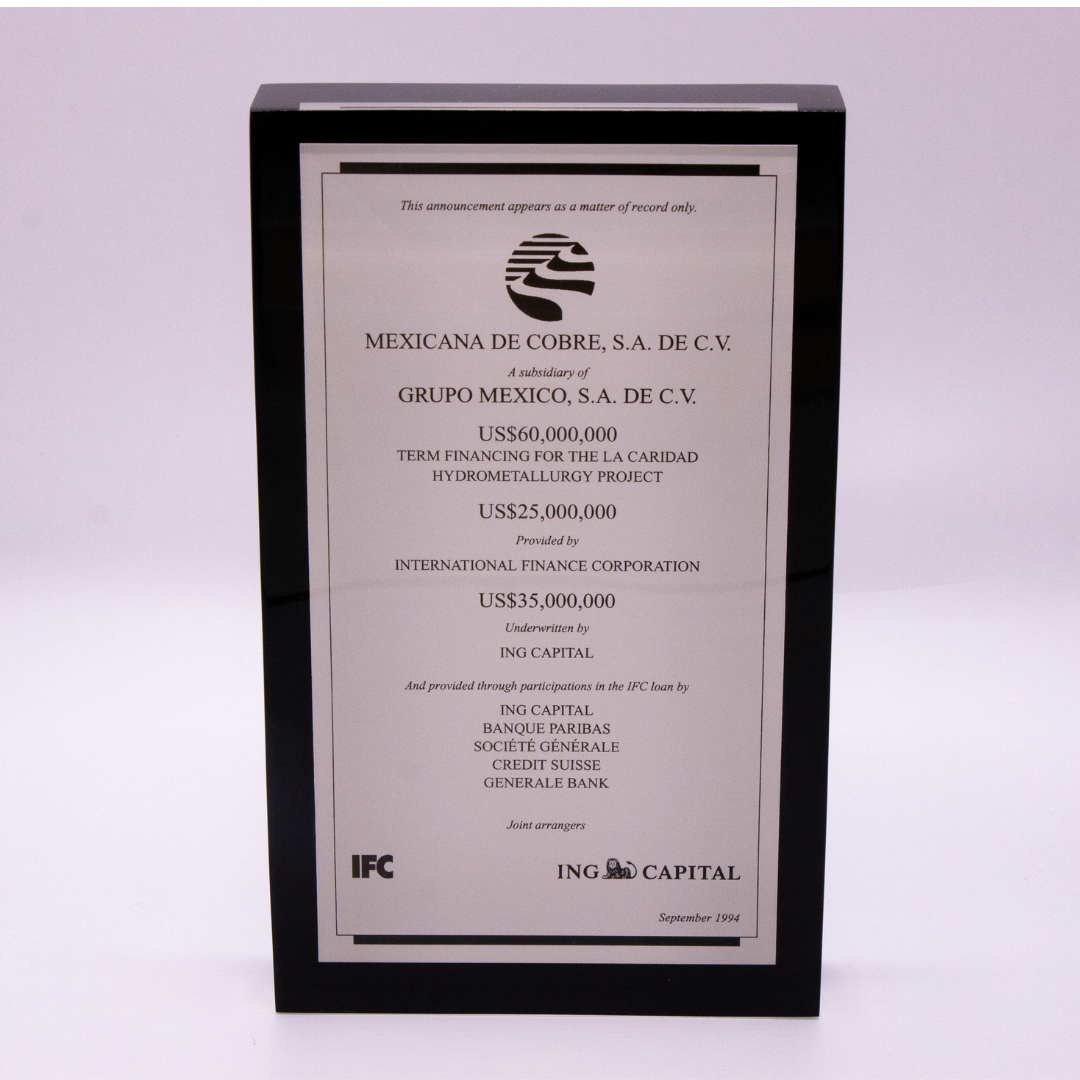 This announcement appears as a matter of record only.
MEXICANA DE COBRE, S.A. DE C.V.
A subsidiary of
GRUPO MEXICO, S.A. DE C.V.
US$60,000,000
TERM FINANCING FOR THE LA CARIDAD
HYDROMETALLURGY PROJECT
US$25,000,000
Provided by
INTERNATIONAL FINANCE CORPORATION
US$35,000,000
Underwritten by
ING CAPITAL
And provided through participations in the IFC loan by
ING CAPITAL
BANQUE PARIBAS
SOCIÉTÉ GÉNÉRALE
CREDIT SUISSE
GENERALE BANK
Joint arrangers
IFC
ING CAPITAL
September 1994